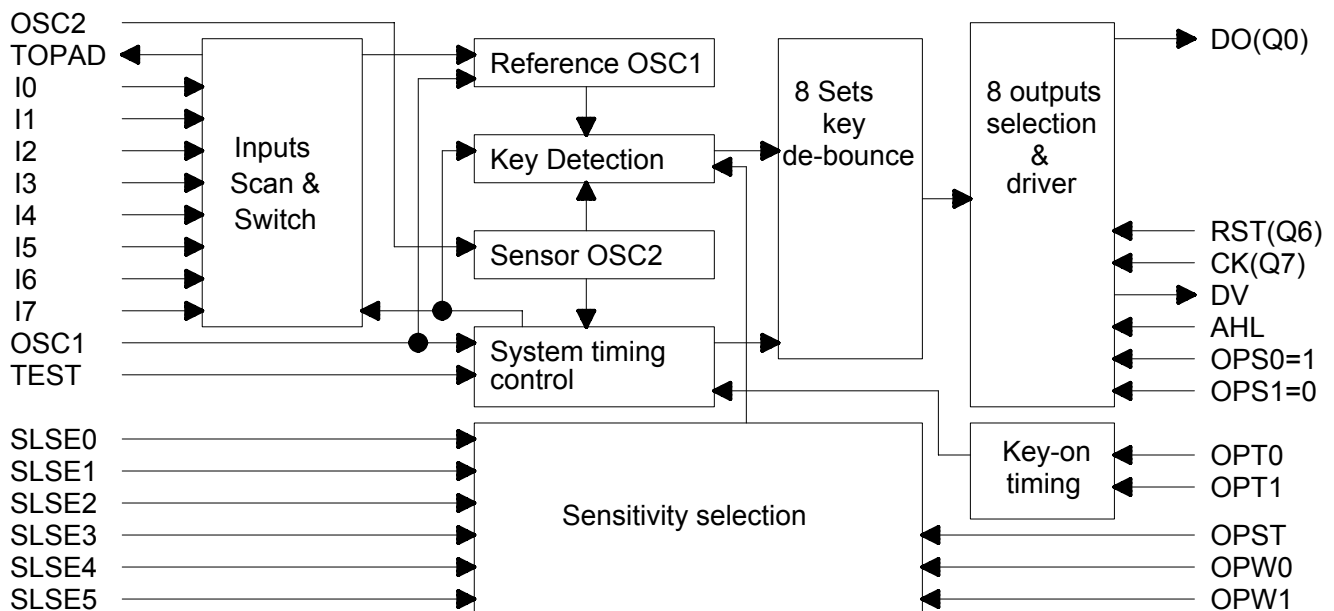 OSC2
TOPAD
I0
I1
I2
I3
I4
I5
I6
I7
OSC1
TEST
SLSE0
SLSE1
SLSE2
SLSE3
SLSE4
SLSE5
Inputs
Scan &
Switch
Reference OSC1
Key Detection
Sensor OSC2
System timing
control
Sensitivity selection
8 Sets
key
de-bounce
8 outputs
selection
&
driver
Key-on
timing
DO(Q0)
RST(Q6)
CK(Q7)
DV
AHL
OPS0=1
OPS1=0
OPT0
OPT1
OPST
OPW0
OPW1